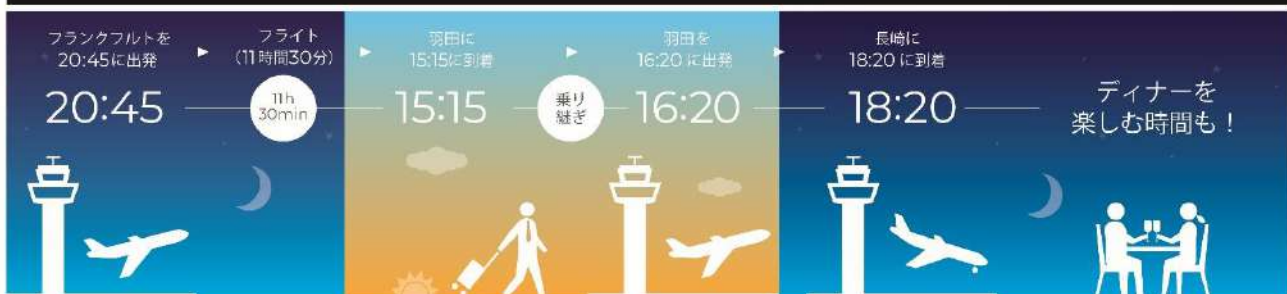 フランクフルトを
20:45に出発
▶
フライト
(11時間30分)
▶
羽田に
15:15に到着
▶
羽田を
16:20に出発
▶
長崎に
18:20に到着
20:45
11h
30min
15:15
乗り
継ぎ
16:20
18:20
ディナーを
楽しむ時間も！